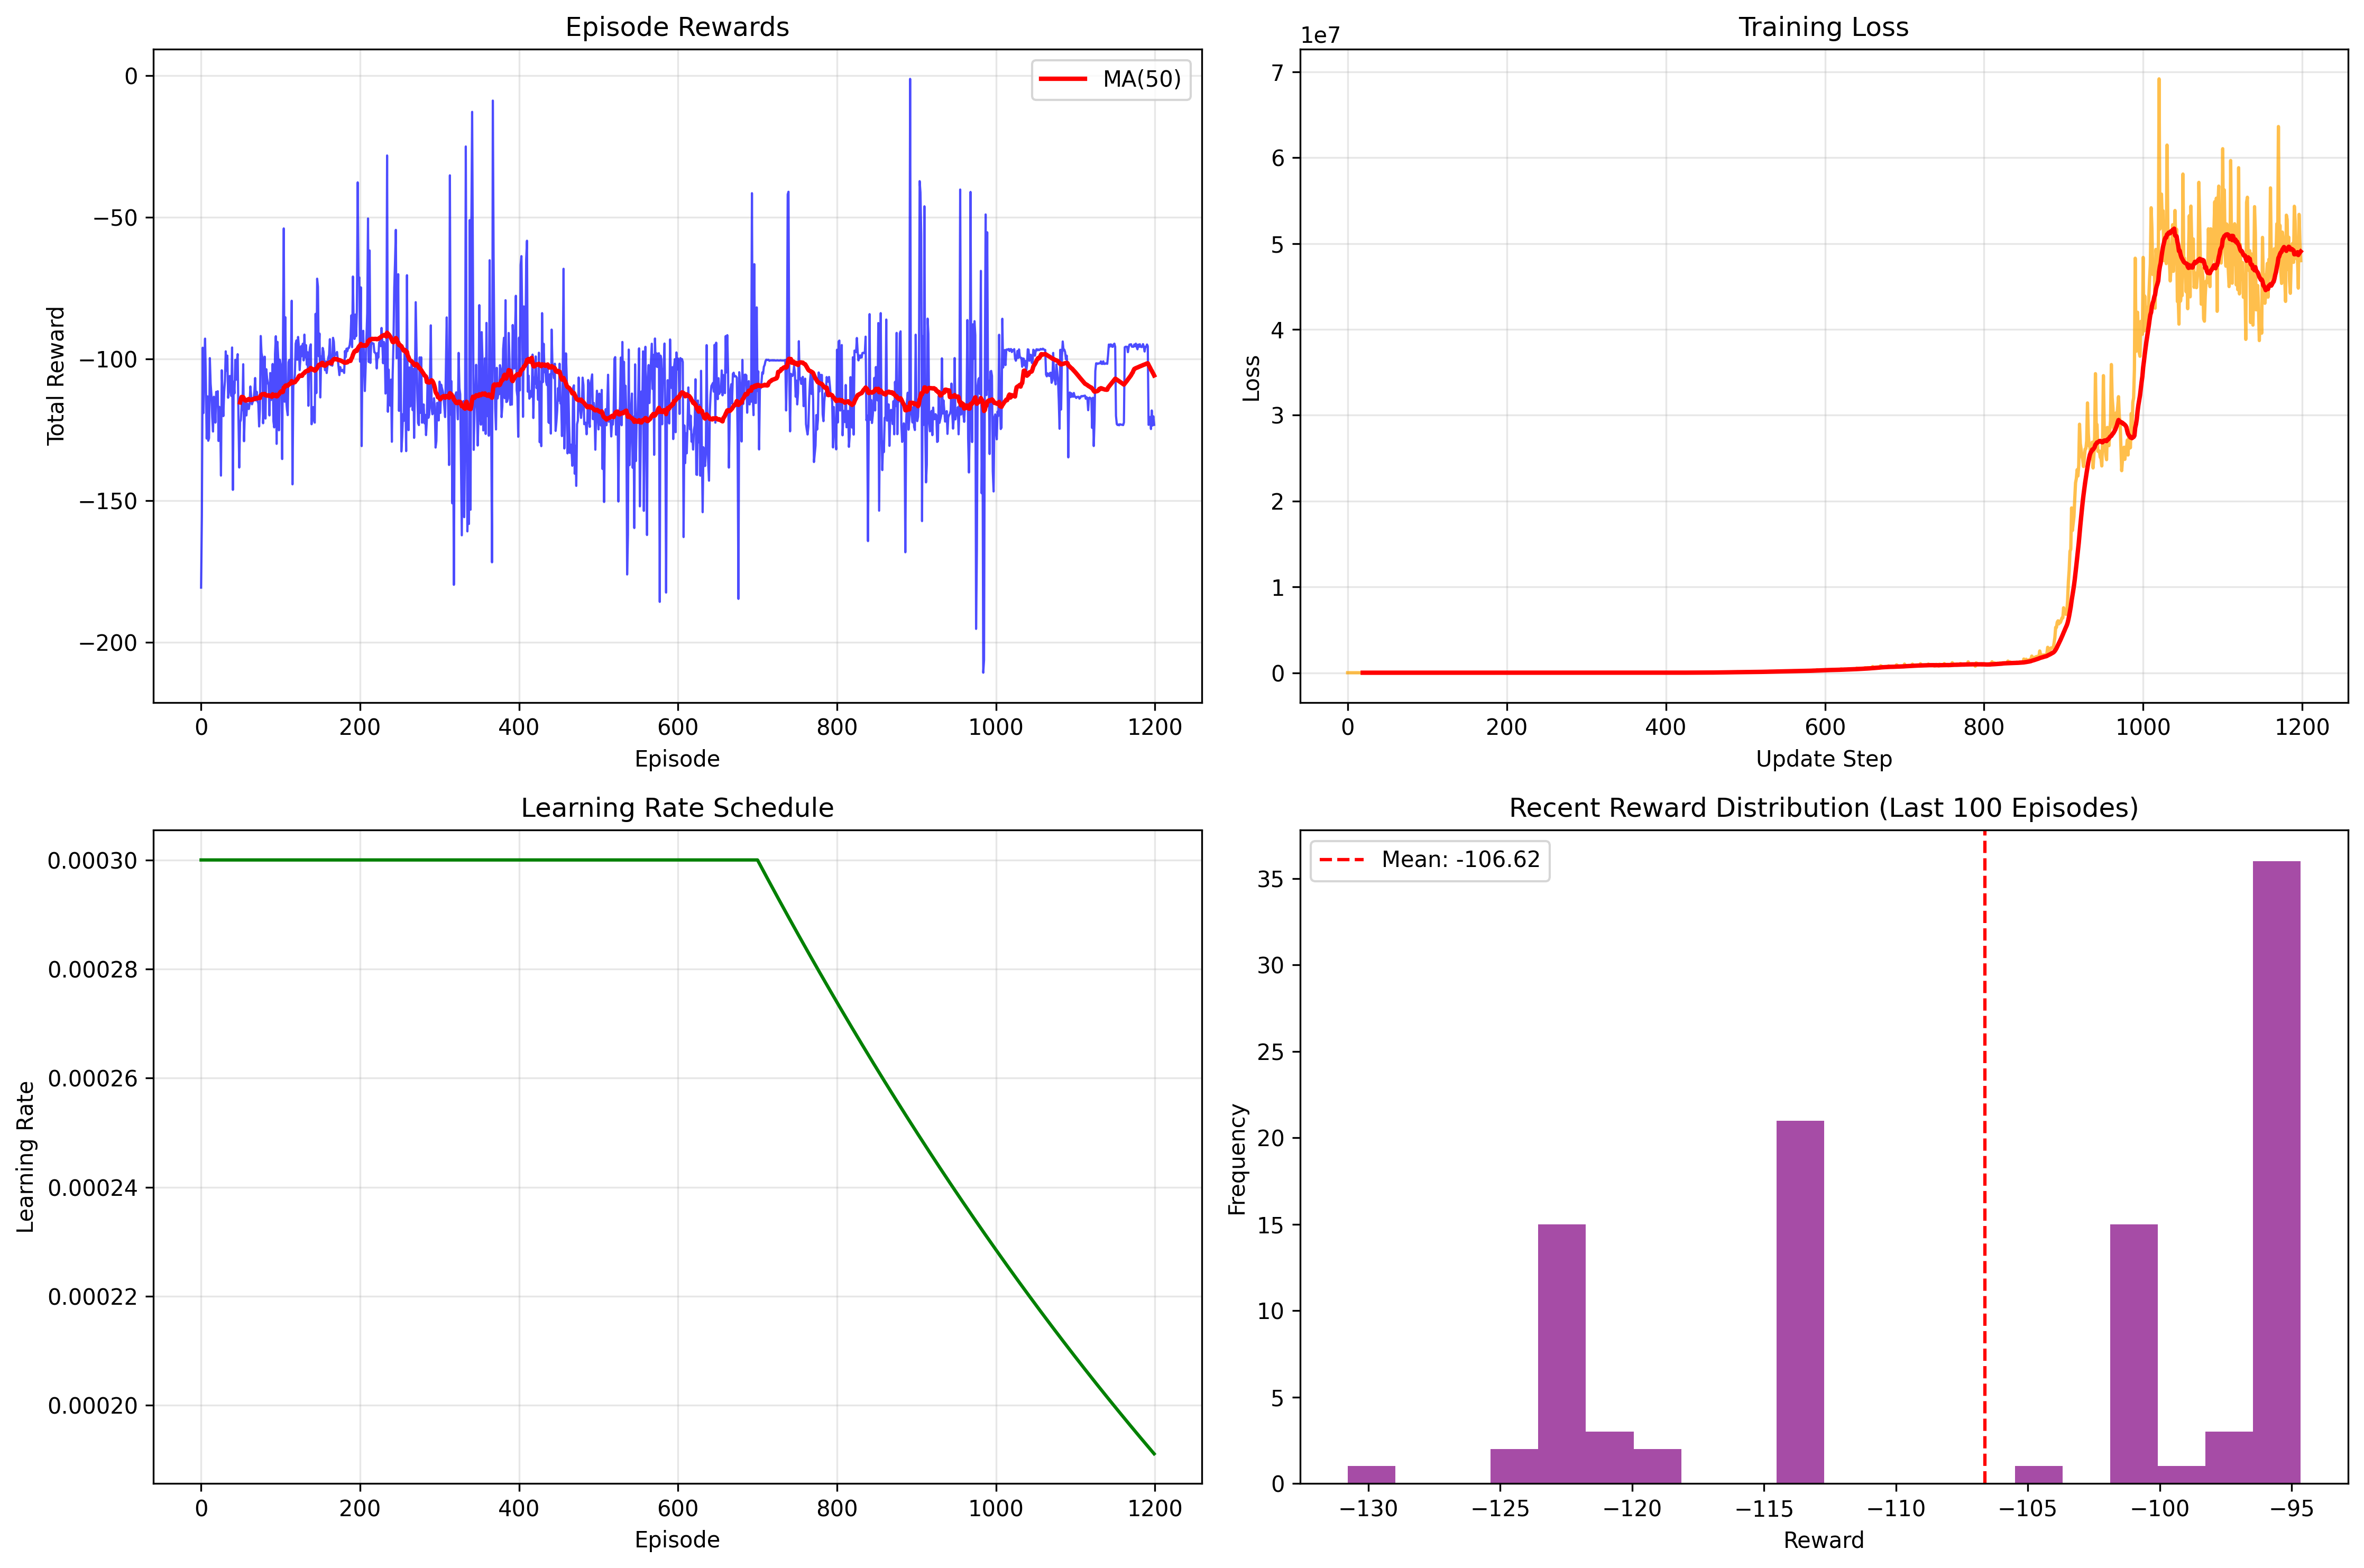 Episode Rewards
MA(50)
0
−50
−100
−150
−200
Total Reward
0 200 400 600 800 1000 1200
Episode
Training Loss
1e7
7
6
5
4
3
2
1
0
Loss
0 200 400 600 800 1000 1200
Update Step
Learning Rate Schedule
0.00030
0.00028
0.00026
0.00024
0.00022
0.00020
Learning Rate
0 200 400 600 800 1000 1200
Episode
Recent Reward Distribution (Last 100 Episodes)
Mean: -106.62
35
30
25
20
15
10
5
0
Frequency
−130 −125 −120 −115 −110 −105 −100 −95
Reward